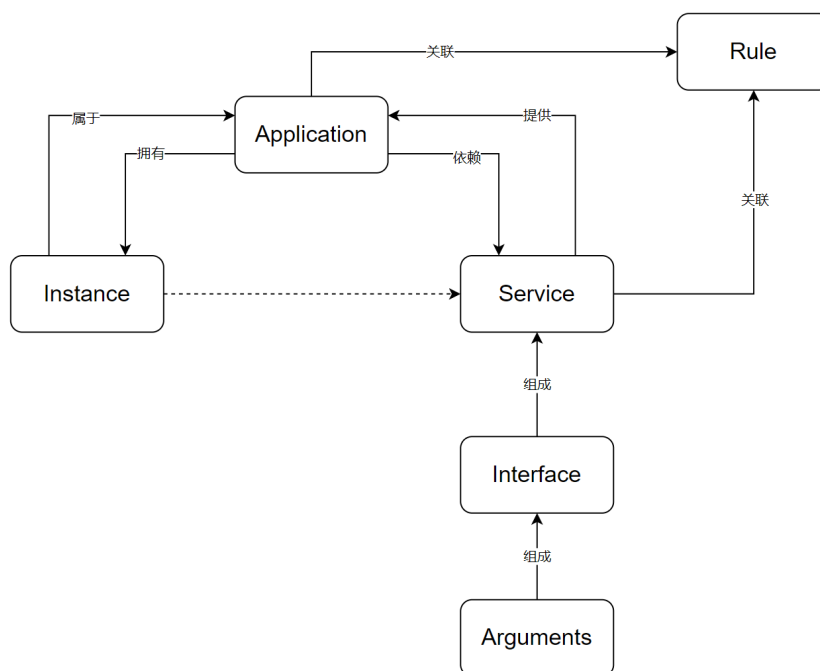 关联
Rule
属于
Application
提供
拥有
依赖
关联
Instance
Service
组成
Interface
组成
Arguments